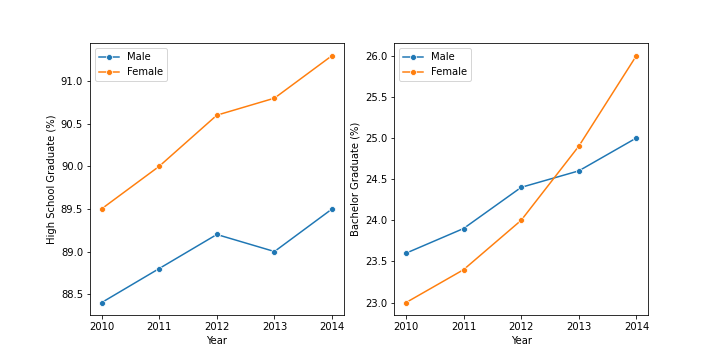 High School Graduate (%)
91.0
90.5
90.0
89.5
89.0
88.5
Male
Female
2010 2011 2012 2013 2014
Year
Bachelor Graduate (%)
26.0
25.5
25.0
24.5
24.0
23.5
23.0
Male
Female
2010 2011 2012 2013 2014
Year